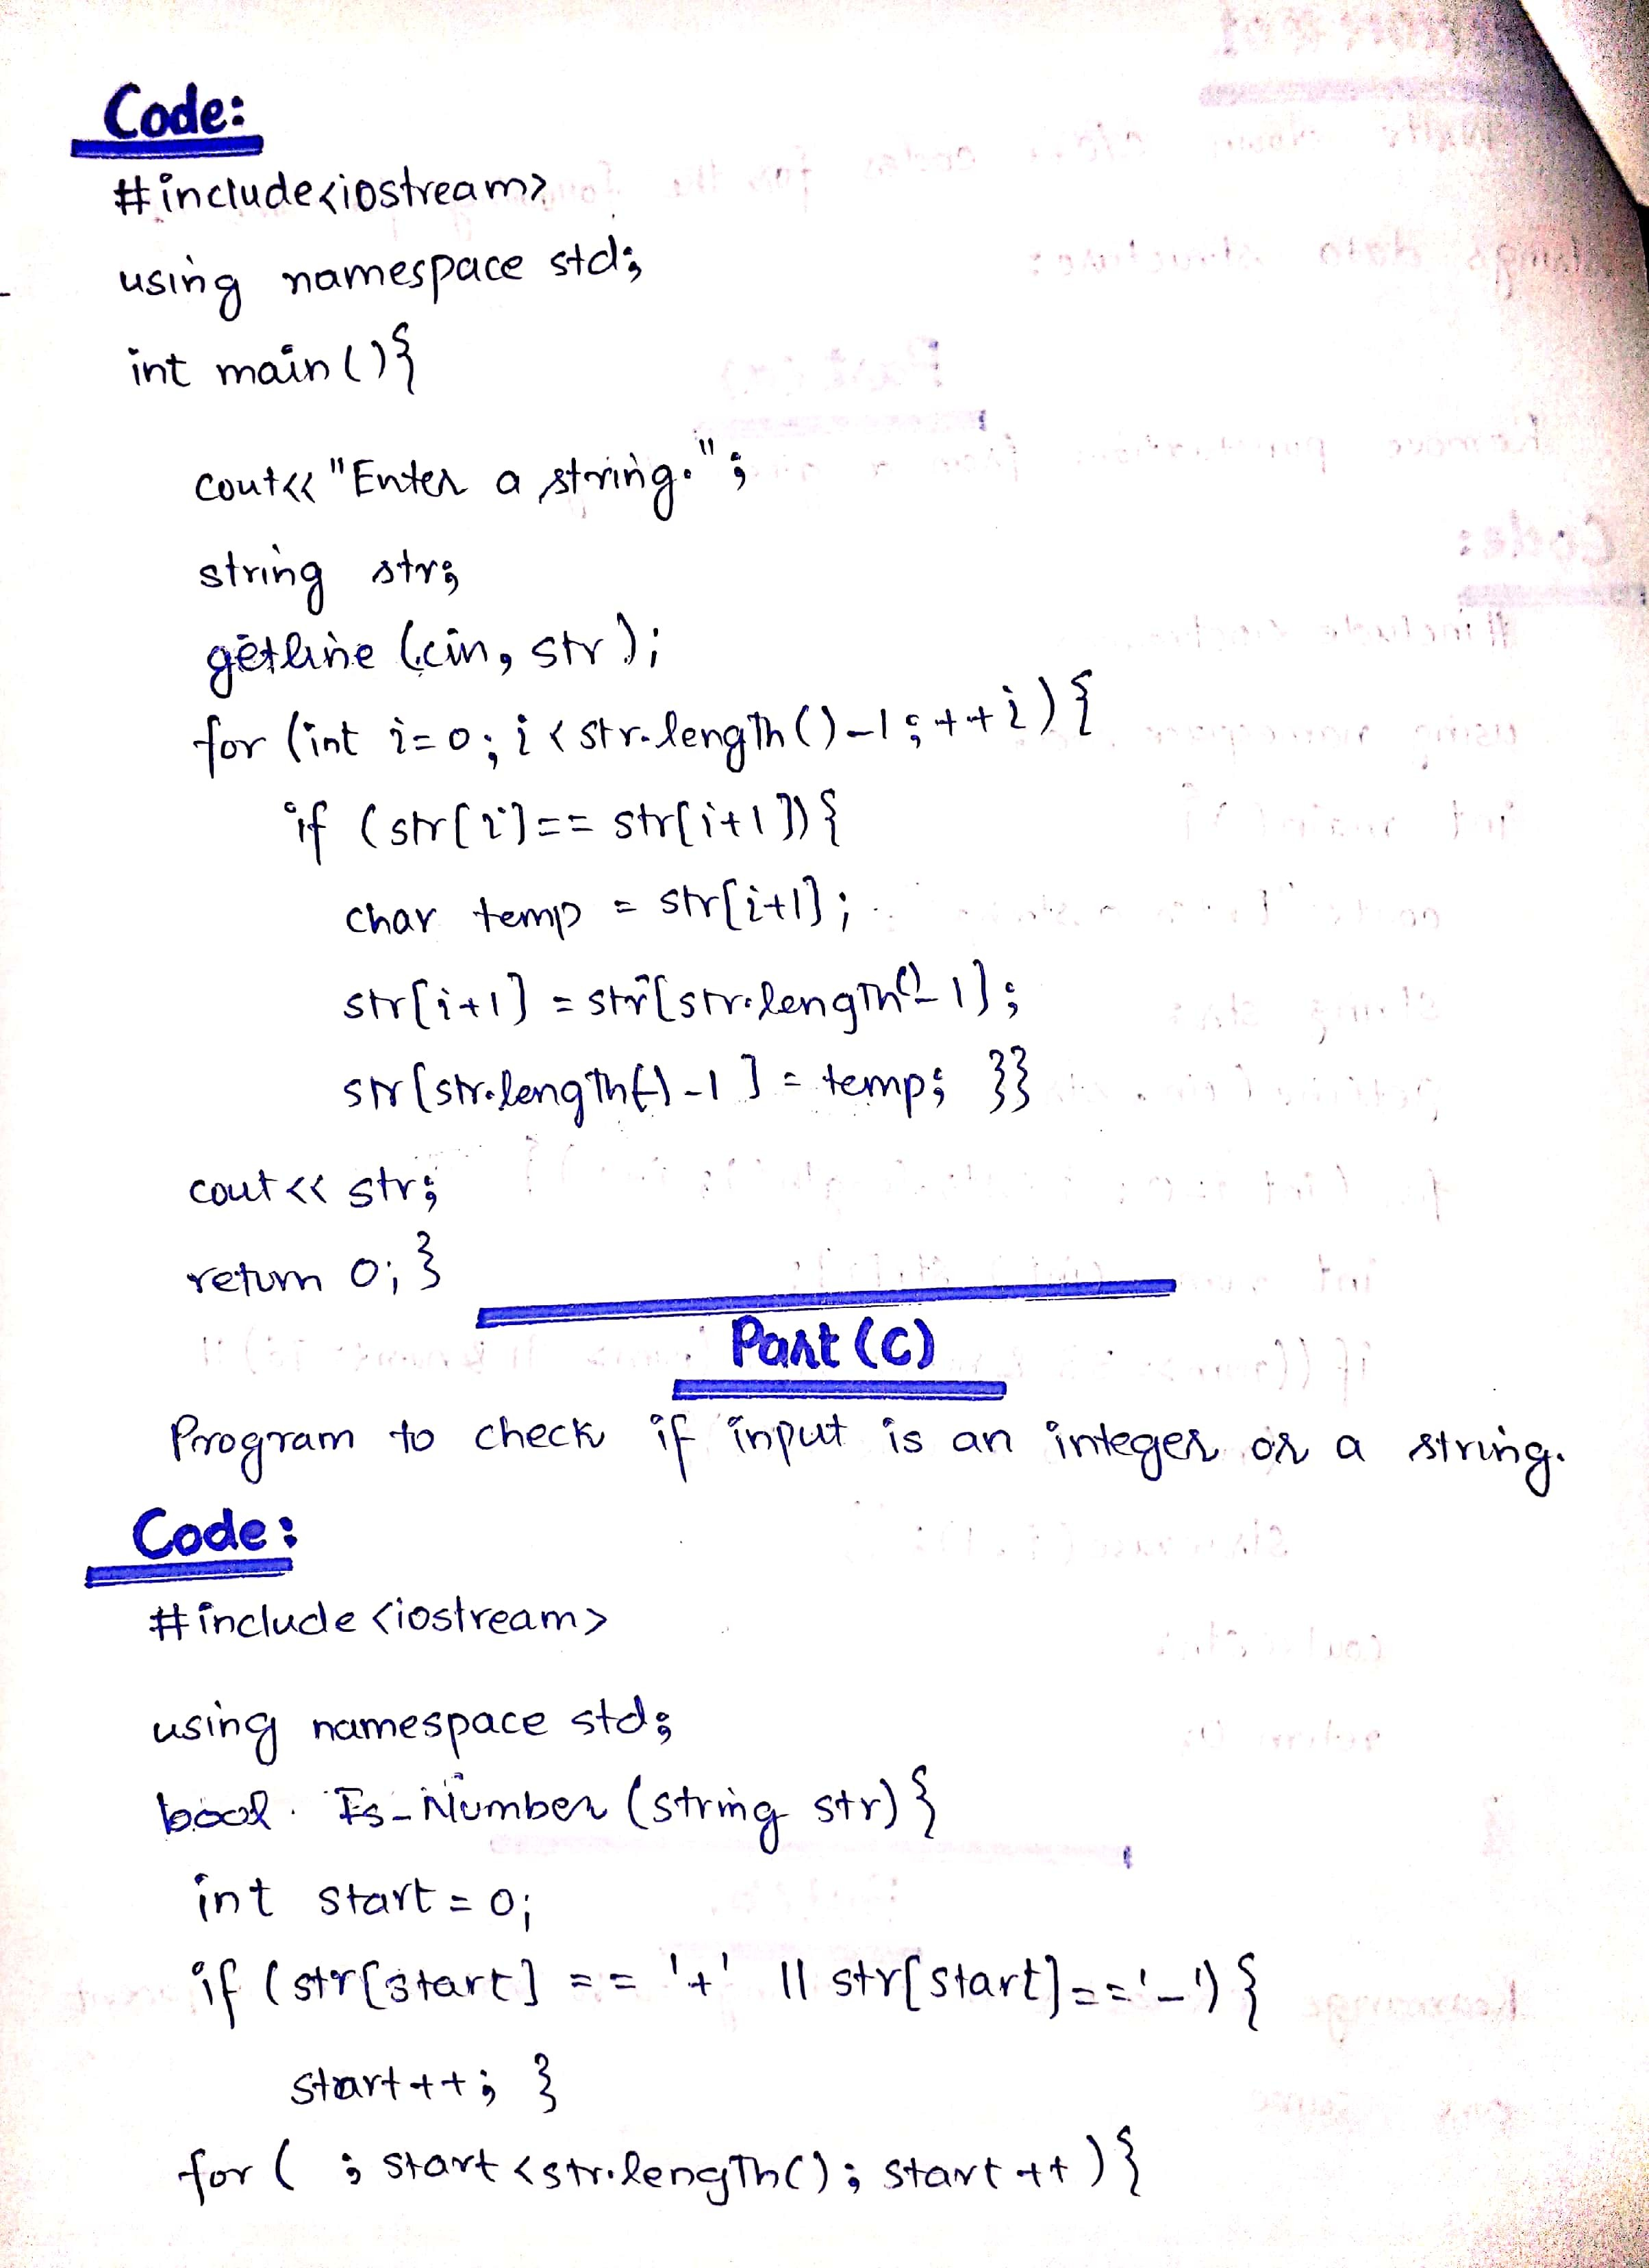 Code:
#include<iostream>
using namespace std;
int main(){
cout<<"Enter a string.";
string str;
getline(cin, str);
for (int i=0; i<str.length()-1; ++i){
if (str[i]== str[i+1]){
char temp = str[i+1];
str[i+1] = str[str.length()-1];
str[str.length()-1] = temp; }}
cout<< str;
return 0; }
Part (C)
Program to check if input is an integer or a string.
Code:
#include<iostream>
using namespace std;
bool Is_Number (string str){
int start = 0;
if (str[start] == '+' || str[start]=='-'){
start++; }
for ( ; start<str.length(); start++){